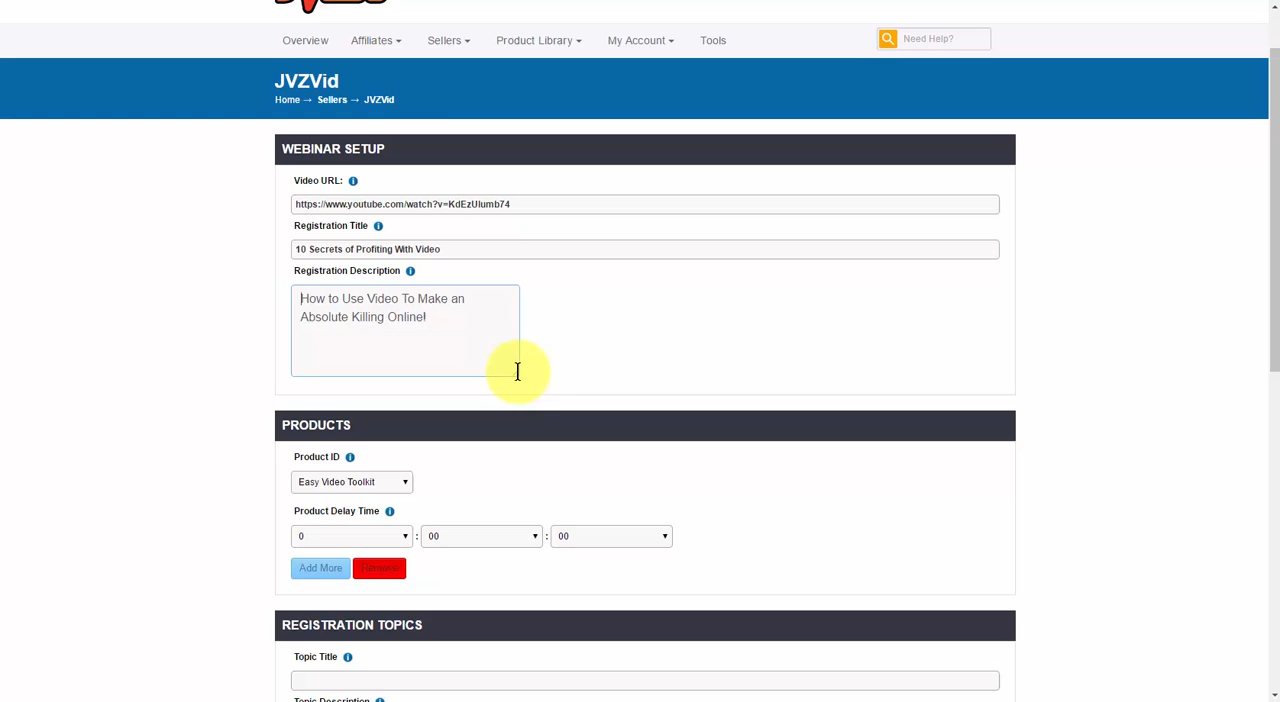 Overview Affiliates Sellers Product Library My Account Tools Need Help?
JVZVid
Home → Sellers → JVZVid
WEBINAR SETUP
Video URL:
https://www.youtube.com/watch?v=KdEzUIumb74
Registration Title
10 Secrets of Profiting With Video
Registration Description
How to Use Video To Make an
Absolute Killing Online!
PRODUCTS
Product ID
Easy Video Toolkit
Product Delay Time
0 : 00 : 00
Add More Remove
REGISTRATION TOPICS
Topic Title
Topic Description